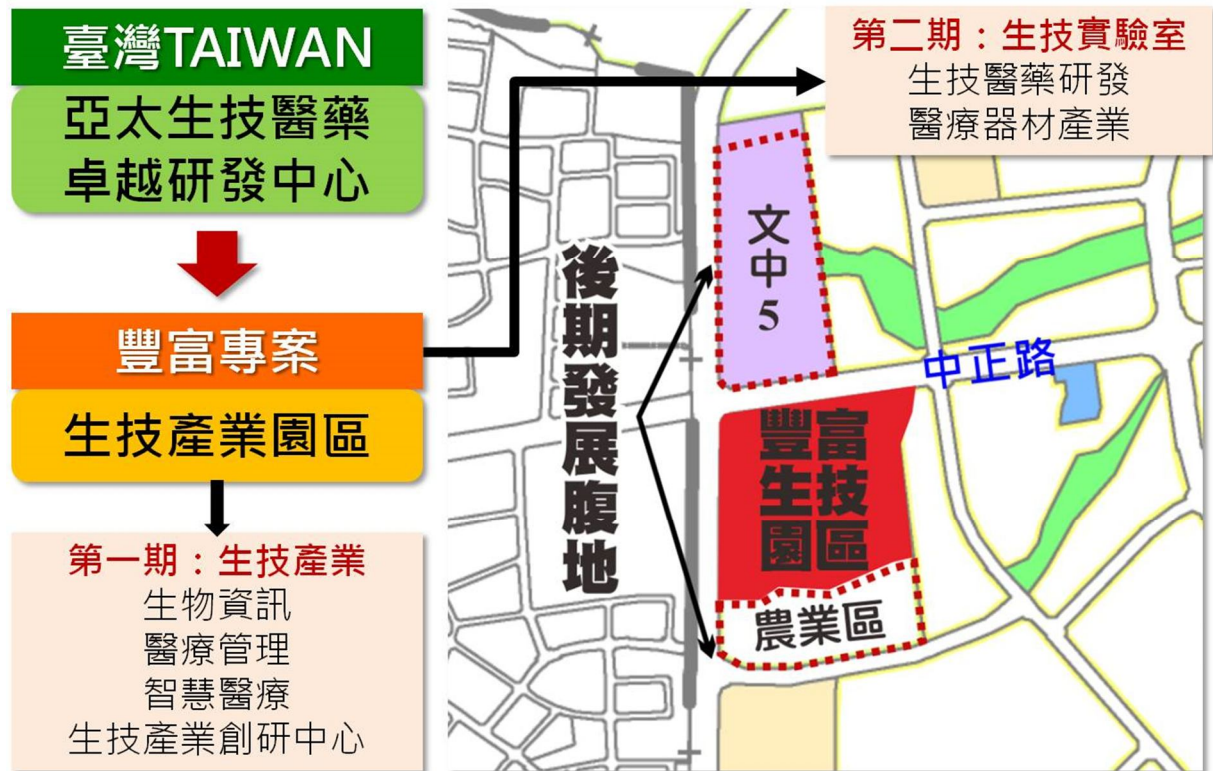 臺灣TAIWAN
亞太生技醫藥
卓越研發中心
豐富專案
生技產業園區
第一期：生技產業
生物資訊
醫療管理
智慧醫療
生技產業創研中心
第二期：生技實驗室
生技醫藥研發
醫療器材產業
後期發展腹地
文中5
中正路
豐富
生技
園區
農業區